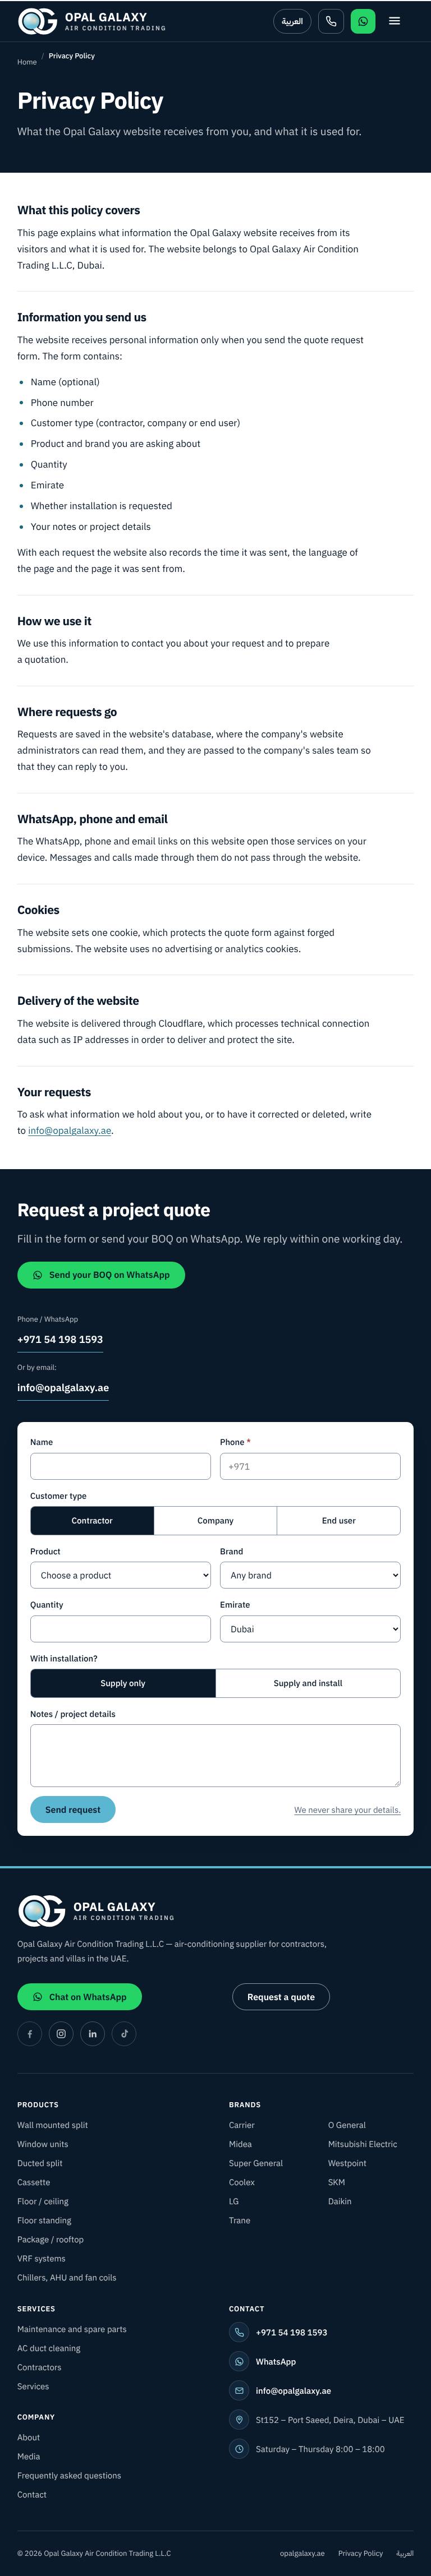 OPAL GALAXY
AIR CONDITION TRADING
العربية
Home / Privacy Policy
Privacy Policy
What the Opal Galaxy website receives from you, and what it is used for.
What this policy covers
This page explains what information the Opal Galaxy website receives from its
visitors and what it is used for. The website belongs to Opal Galaxy Air Condition
Trading L.L.C, Dubai.
Information you send us
The website receives personal information only when you send the quote request
form. The form contains:
• Name (optional)
• Phone number
• Customer type (contractor, company or end user)
• Product and brand you are asking about
• Quantity
• Emirate
• Whether installation is requested
• Your notes or project details
With each request the website also records the time it was sent, the language of
the page and the page it was sent from.
How we use it
We use this information to contact you about your request and to prepare
a quotation.
Where requests go
Requests are saved in the website's database, where the company's website
administrators can read them, and they are passed to the company's sales team so
that they can reply to you.
WhatsApp, phone and email
The WhatsApp, phone and email links on this website open those services on your
device. Messages and calls made through them do not pass through the website.
Cookies
The website sets one cookie, which protects the quote form against forged
submissions. The website uses no advertising or analytics cookies.
Delivery of the website
The website is delivered through Cloudflare, which processes technical connection
data such as IP addresses in order to deliver and protect the site.
Your requests
To ask what information we hold about you, or to have it corrected or deleted, write
to info@opalgalaxy.ae.
Request a project quote
Fill in the form or send your BOQ on WhatsApp. We reply within one working day.
Send your BOQ on WhatsApp
Phone / WhatsApp
+971 54 198 1593
Or by email:
info@opalgalaxy.ae
Name
Phone *
+971
Customer type
Contractor
Company
End user
Product
Brand
Choose a product
Any brand
Quantity
Emirate
Dubai
With installation?
Supply only
Supply and install
Notes / project details
Send request
We never share your details.
OPAL GALAXY
AIR CONDITION TRADING
Opal Galaxy Air Condition Trading L.L.C — air-conditioning supplier for contractors,
projects and villas in the UAE.
Chat on WhatsApp
Request a quote
PRODUCTS
Wall mounted split
Window units
Ducted split
Cassette
Floor / ceiling
Floor standing
Package / rooftop
VRF systems
Chillers, AHU and fan coils
BRANDS
Carrier
Midea
Super General
Coolex
LG
Trane
O General
Mitsubishi Electric
Westpoint
SKM
Daikin
SERVICES
Maintenance and spare parts
AC duct cleaning
Contractors
Services
COMPANY
About
Media
Frequently asked questions
Contact
CONTACT
+971 54 198 1593
WhatsApp
info@opalgalaxy.ae
St152 – Port Saeed, Deira, Dubai – UAE
Saturday – Thursday 8:00 – 18:00
© 2026 Opal Galaxy Air Condition Trading L.L.C
opalgalaxy.ae
Privacy Policy
العربية